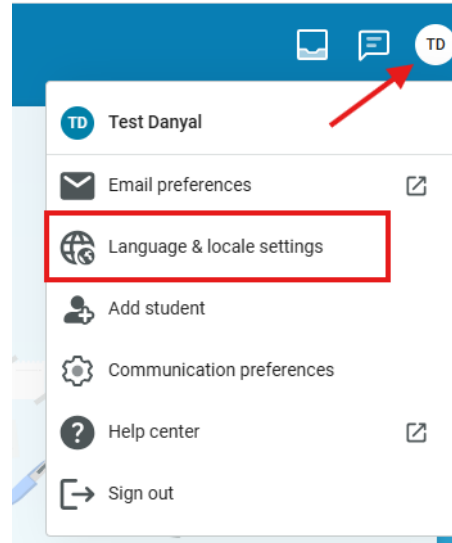 TD
TD Test Danyal
Email preferences
Language & locale settings
Add student
Communication preferences
? Help center
Sign out